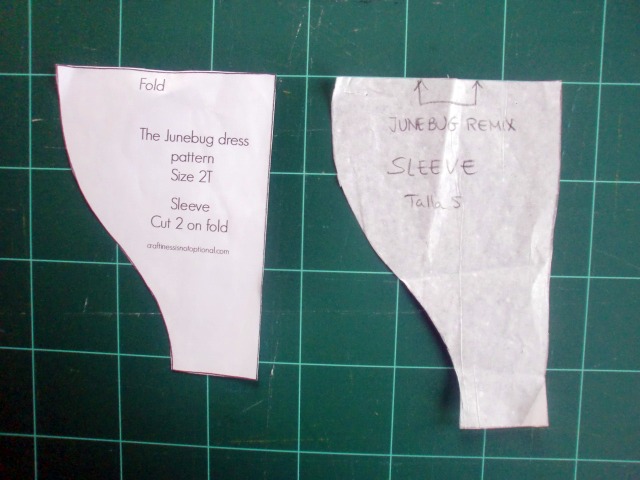 Fold
The Junebug dress
pattern
Size 2T
Sleeve
Cut 2 on fold
craftinessisnotoptional.com
JUNEBUG REMIX
SLEEVE
Talla 5